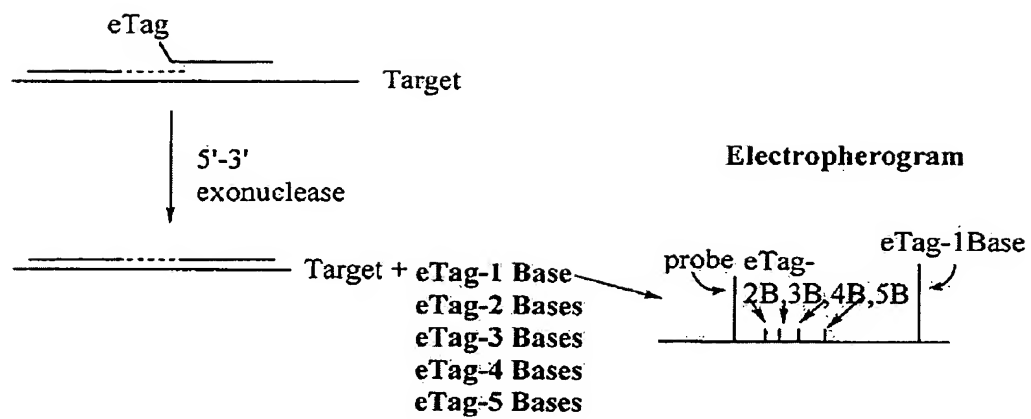 eTag
Target
5'-3'
exonuclease
Electropherogram
Target + eTag-1 Base
eTag-2 Bases
eTag-3 Bases
eTag-4 Bases
eTag-5 Bases
probe eTag-
2B,3B,4B,5B
eTag-1Base